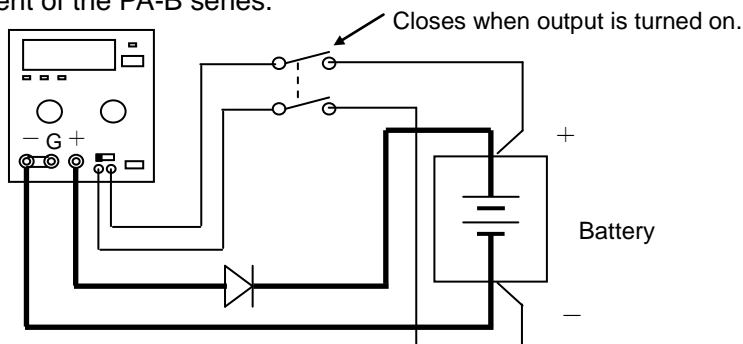 ent of the PA-B series.
Closes when output is turned on.
− G +
+
Battery
−